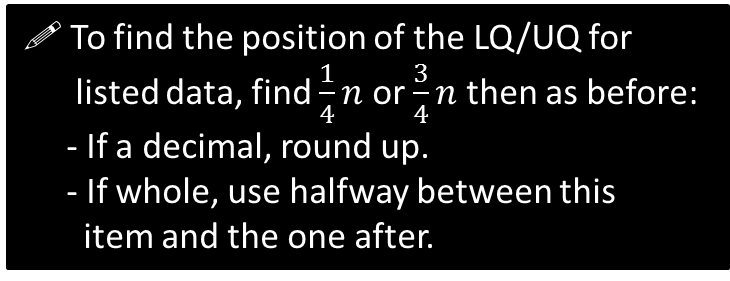 To find the position of the LQ/UQ for
listed data, find 1/4 n or 3/4 n then as before:
- If a decimal, round up.
- If whole, use halfway between this
item and the one after.